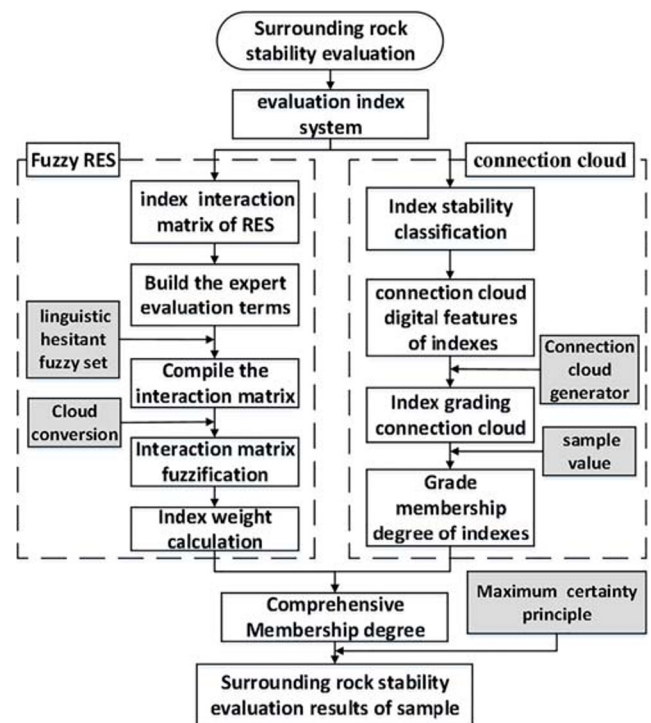 Surrounding rock
stability evaluation
evaluation index
system
Fuzzy RES
connection cloud
index interaction
matrix of RES
Build the expert
evaluation terms
linguistic
hesitant
fuzzy set
Compile the
interaction matrix
Cloud
conversion
Interaction matrix
fuzzification
Index weight
calculation
Index stability
classification
connection cloud
digital features
of indexes
Connection
cloud
generator
Index grading
connection cloud
sample
value
Grade
membership
degree of indexes
Comprehensive
Membership degree
Maximum certainty
principle
Surrounding rock stability
evaluation results of sample